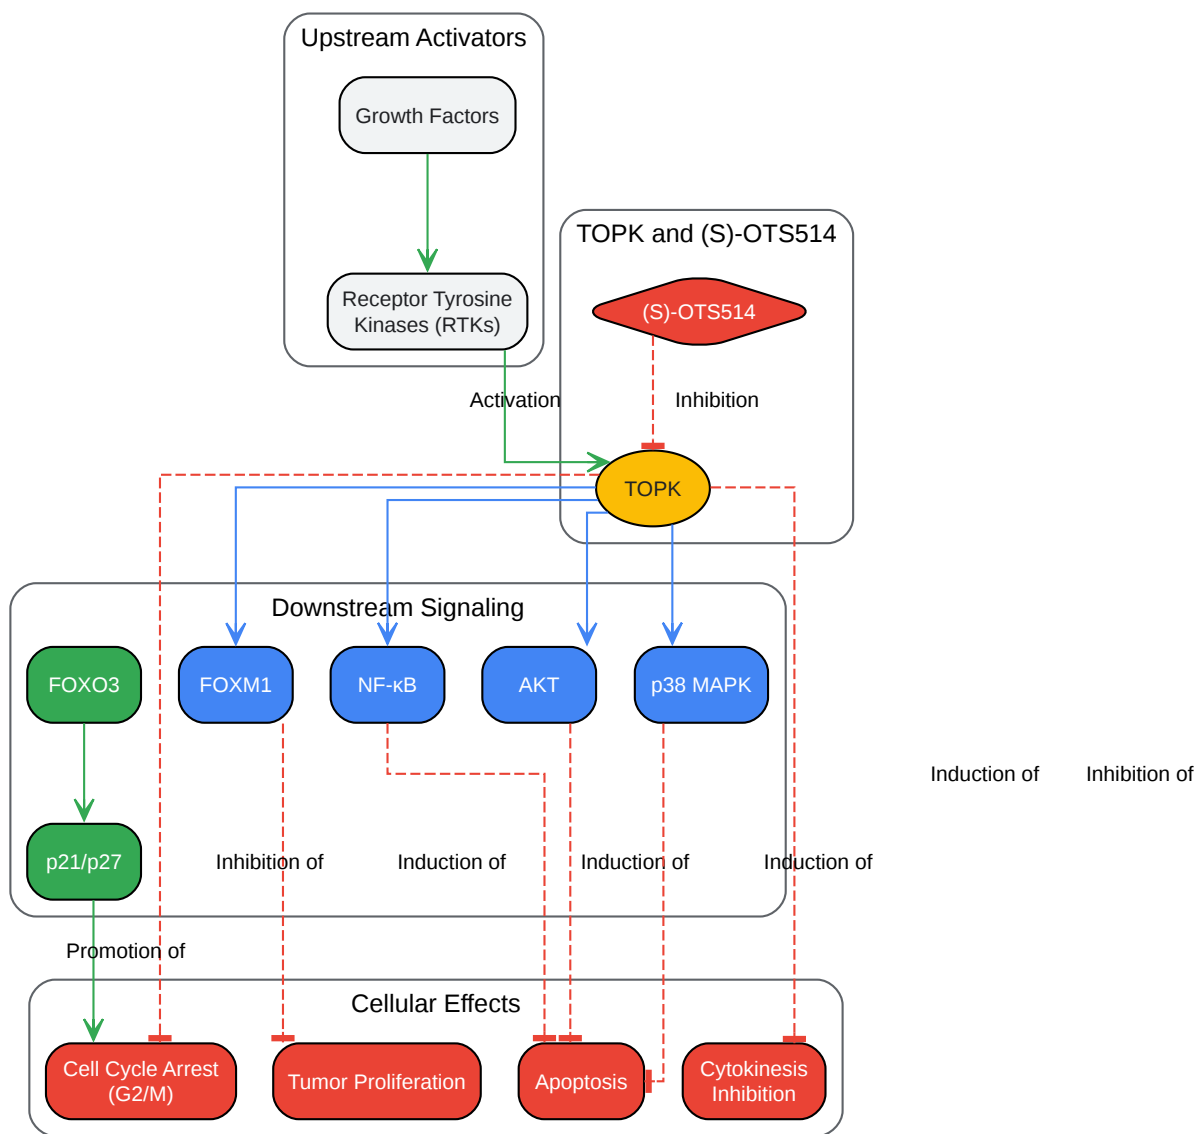 Upstream Activators
Growth Factors
Receptor Tyrosine
Kinases (RTKs)
TOPK and (S)-OTS514
(S)-OTS514
Activation
Inhibition
TOPK
Downstream Signaling
FOXO3
FOXM1
NF-κB
AKT
p38 MAPK
Induction of
Inhibition of
p21/p27
Inhibition of
Induction of
Induction of
Induction of
Promotion of
Cellular Effects
Cell Cycle Arrest
(G2/M)
Tumor Proliferation
Apoptosis
Cytokinesis
Inhibition